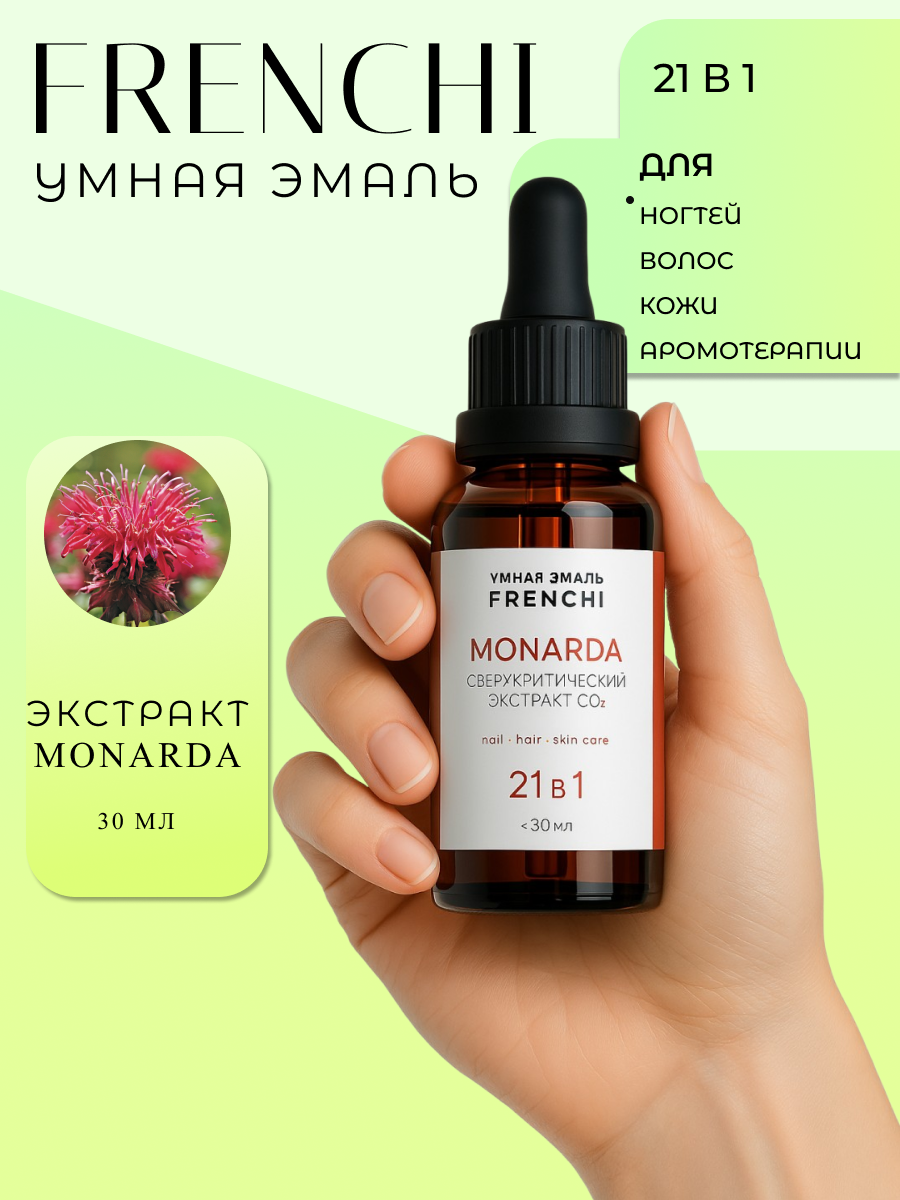 FRENCHI
УМНАЯ ЭМАЛЬ
21 В 1
ДЛЯ
• НОГТЕЙ
ВОЛОС
КОЖИ
АРОМОТЕРАПИИ
ЭКСТРАКТ
MONARDA
30 МЛ
УМНАЯ ЭМАЛЬ
FRENCHI
MONARDA
СВЕРУКРИТИЧЕСКИЙ
ЭКСТРАКТ CO₂
nail · hair · skin care
21 в 1
<30 мл